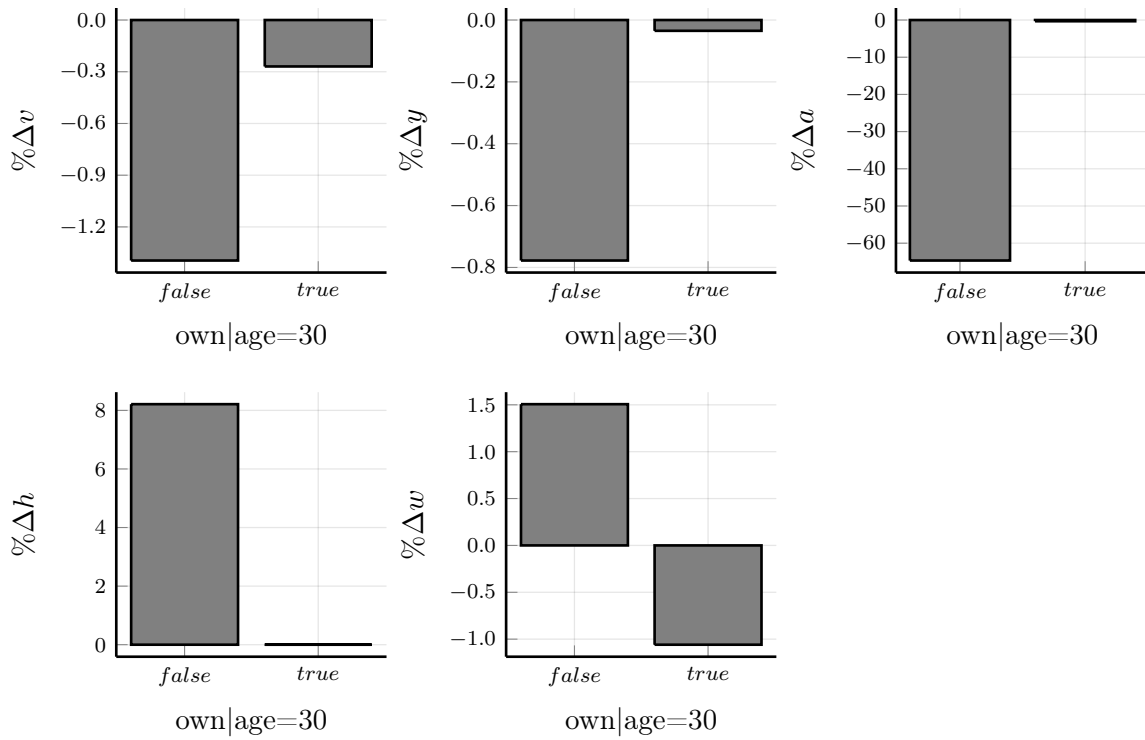 %Δv
0.0
−0.3
−0.6
−0.9
−1.2
false true
own|age=30
%Δy
0.0
−0.2
−0.4
−0.6
−0.8
false true
own|age=30
%Δa
0
−10
−20
−30
−40
−50
−60
false true
own|age=30
%Δh
8
6
4
2
0
false true
own|age=30
%Δw
1.5
1.0
0.5
0.0
−0.5
−1.0
false true
own|age=30